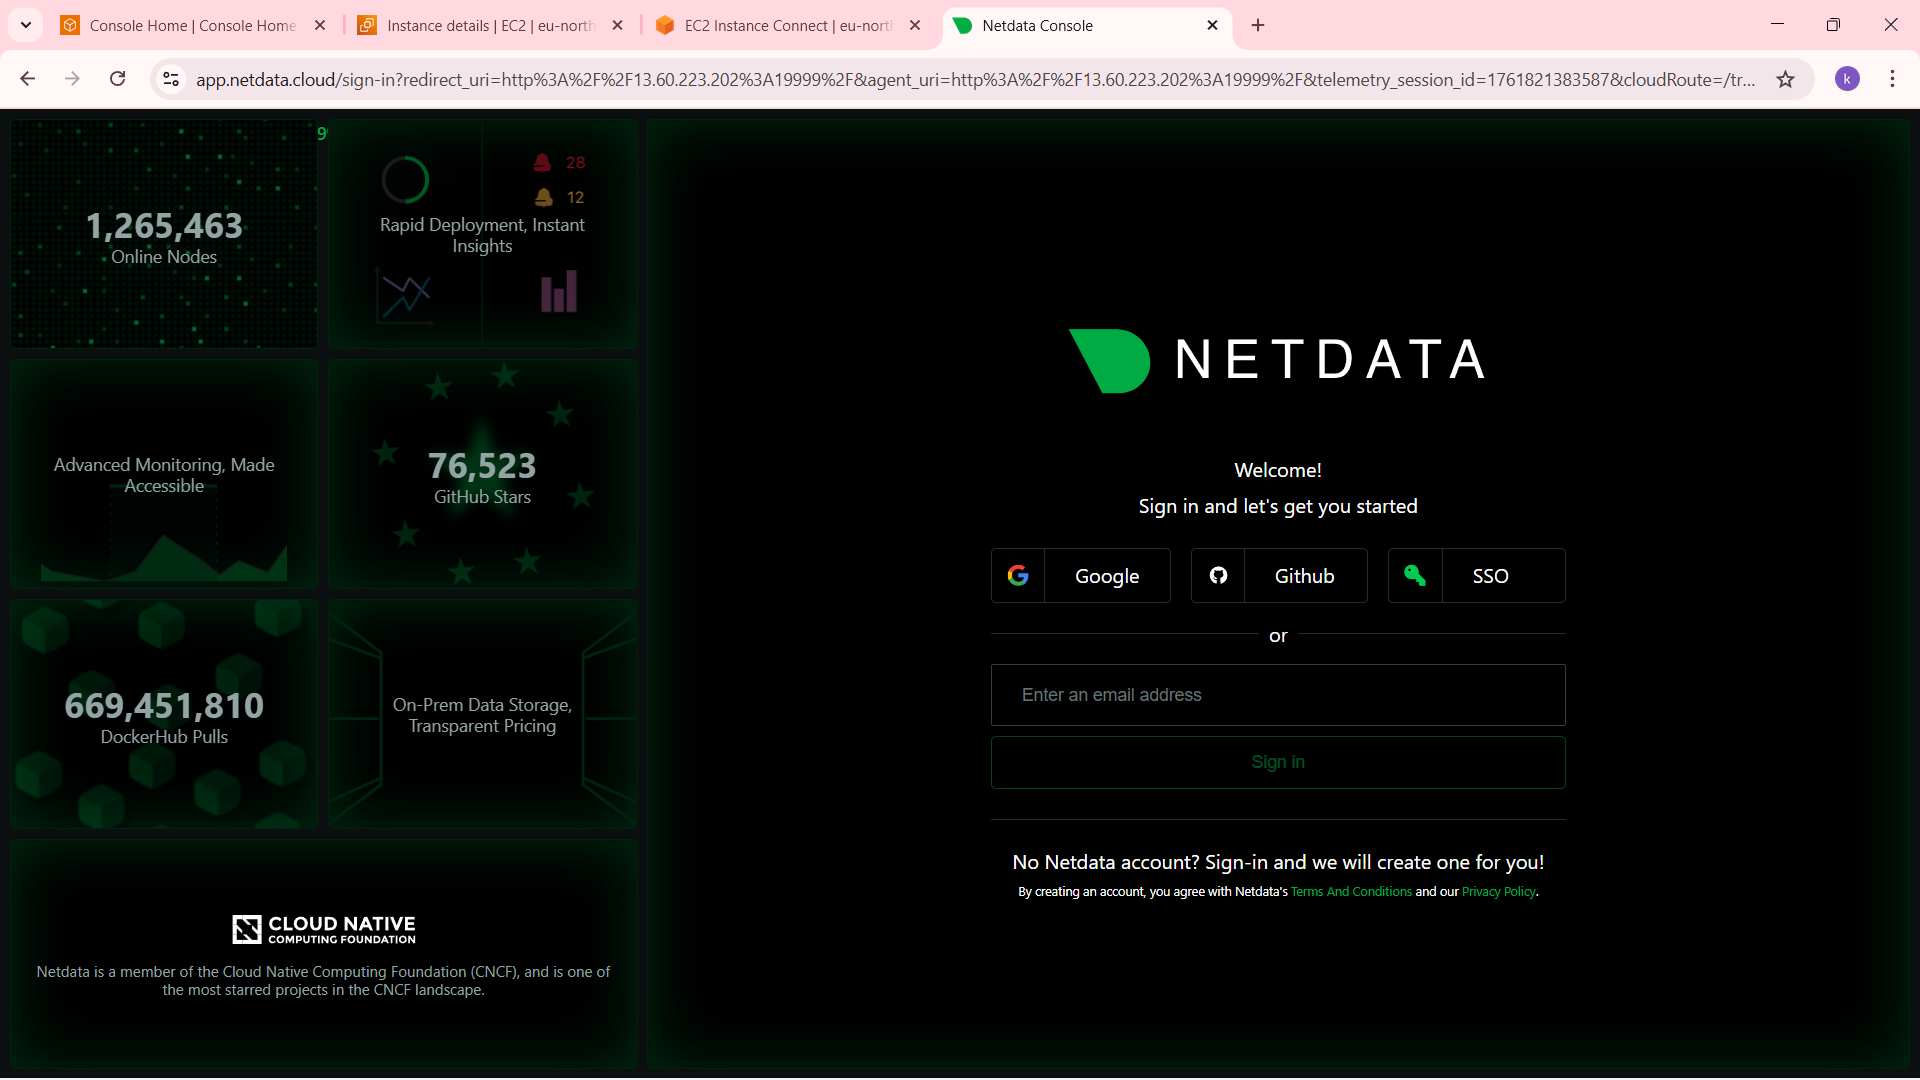 Console Home | Console Home
Instance details | EC2 | eu-north
EC2 Instance Connect | eu-nort
Netdata Console
app.netdata.cloud/sign-in?redirect_uri=http%3A%2F%2F13.60.223.202%3A19999%2F&agent_uri=http%3A%2F%2F13.60.223.202%3A19999%2F&telemetry_session_id=1761821383587&cloudRoute=/tr...
k
1,265,463
Online Nodes
28
12
Rapid Deployment, Instant
Insights
Advanced Monitoring, Made
Accessible
76,523
GitHub Stars
669,451,810
DockerHub Pulls
On-Prem Data Storage,
Transparent Pricing
CLOUD NATIVE
COMPUTING FOUNDATION
Netdata is a member of the Cloud Native Computing Foundation (CNCF), and is one of
the most starred projects in the CNCF landscape.
NETDATA
Welcome!
Sign in and let's get you started
Google
Github
SSO
or
Enter an email address
Sign in
No Netdata account? Sign-in and we will create one for you!
By creating an account, you agree with Netdata's Terms And Conditions and our Privacy Policy.